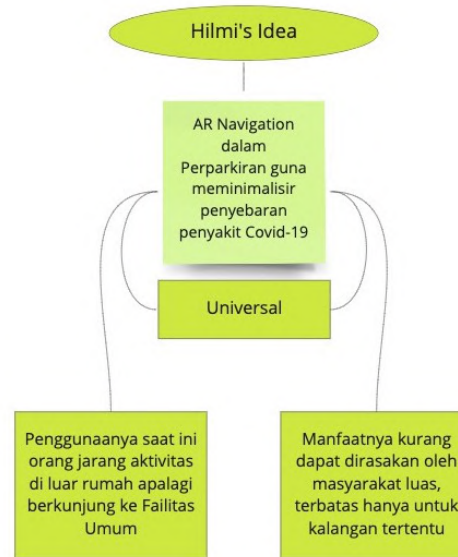 Hilmi's Idea
AR Navigation
dalam
Perparkiran guna
meminimalisir
penyebaran
penyakit Covid-19
Universal
Penggunaanya saat ini
orang jarang aktivitas
di luar rumah apalagi
berkunjung ke Failitas
Umum
Manfaatnya kurang
dapat dirasakan oleh
masyarakat luas,
terbatas hanya untuk
kalangan tertentu